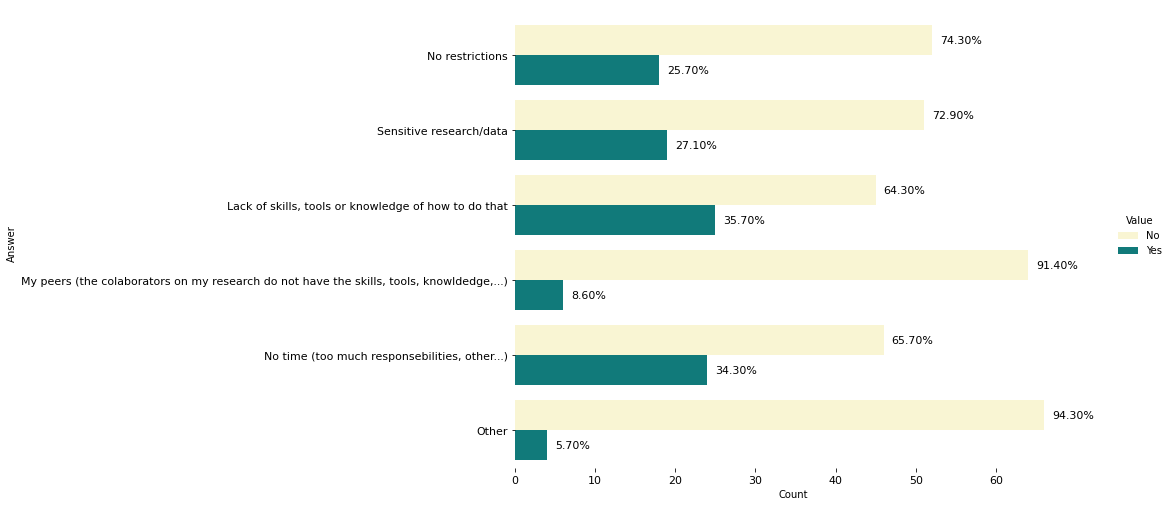 No restrictions
74.30%
25.70%
Sensitive research/data
72.90%
27.10%
Lack of skills, tools or knowledge of how to do that
64.30%
35.70%
My peers (the colaborators on my research do not have the skills, tools, knowldedge,...)
91.40%
8.60%
No time (too much responsebilities, other...)
65.70%
34.30%
Other
94.30%
5.70%
Answer
0 10 20 30 40 50 60
Count
Value
No
Yes